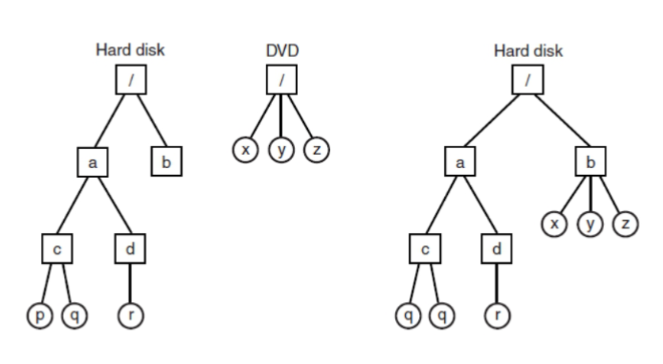 Hard disk DVD Hard disk
/ / /
x y z
a b a b
x y z
c d c d
p q r q q r